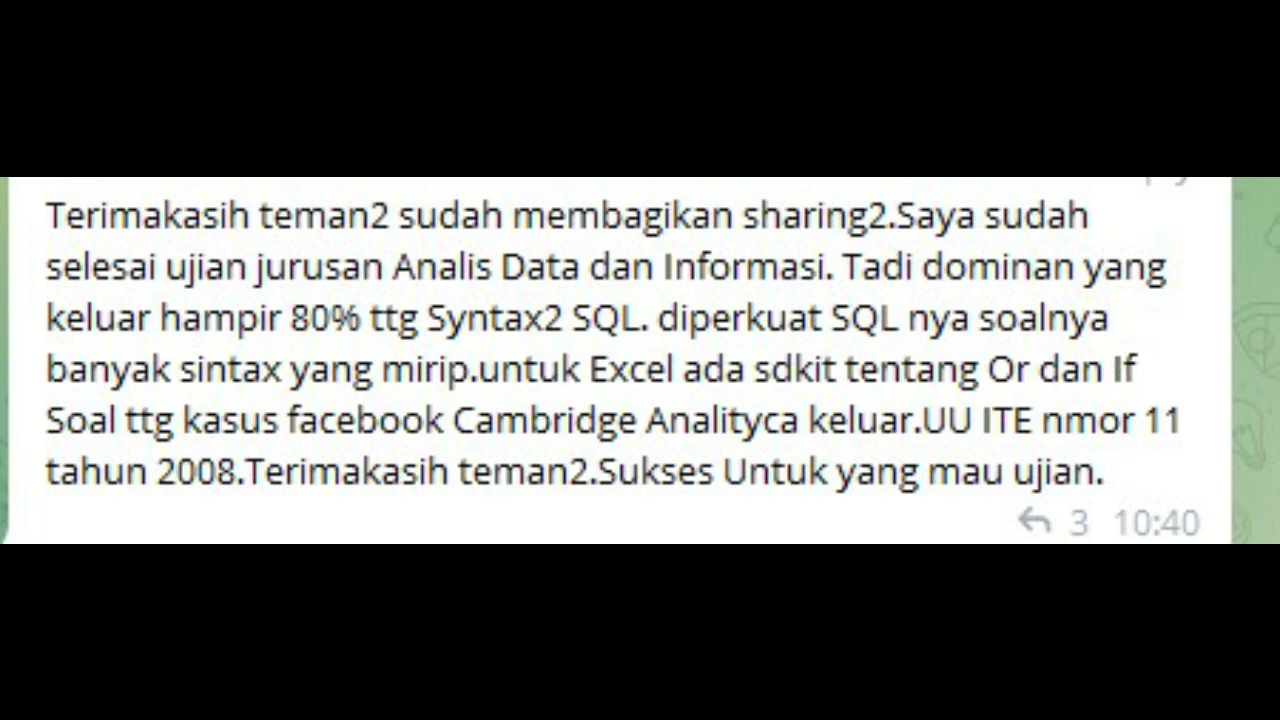 Terimakasih teman2 sudah membagikan sharing2.Saya sudah
selesai ujian jurusan Analis Data dan Informasi. Tadi dominan yang
keluar hampir 80% ttg Syntax2 SQL. diperkuat SQL nya soalnya
banyak sintax yang mirip.untuk Excel ada sdkit tentang Or dan If
Soal ttg kasus facebook Cambridge Analityca keluar.UU ITE nmor 11
tahun 2008.Terimakasih teman2.Sukses Untuk yang mau ujian.
3 10:40